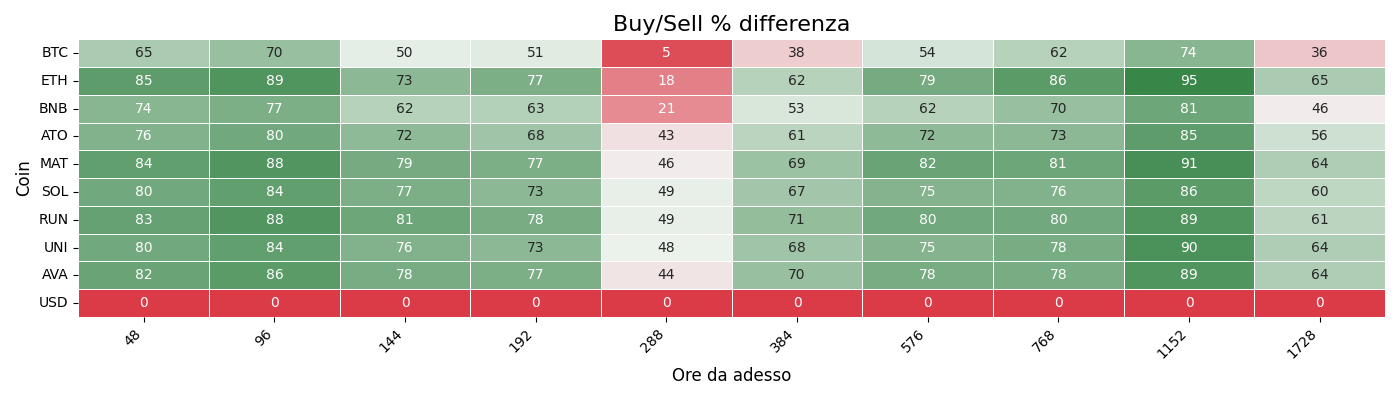 Buy/Sell % differenza
Coin
BTC 65 70 50 51 5 38 54 62 74 36
ETH 85 89 73 77 18 62 79 86 95 65
BNB 74 77 62 63 21 53 62 70 81 46
ATO 76 80 72 68 43 61 72 73 85 56
MAT 84 88 79 77 46 69 82 81 91 64
SOL 80 84 77 73 49 67 75 76 86 60
RUN 83 88 81 78 49 71 80 80 89 61
UNI 80 84 76 73 48 68 75 78 90 64
AVA 82 86 78 77 44 70 78 78 89 64
USD 0 0 0 0 0 0 0 0 0 0
48 96 144 192 288 384 576 768 1152 1728
Ore da adesso